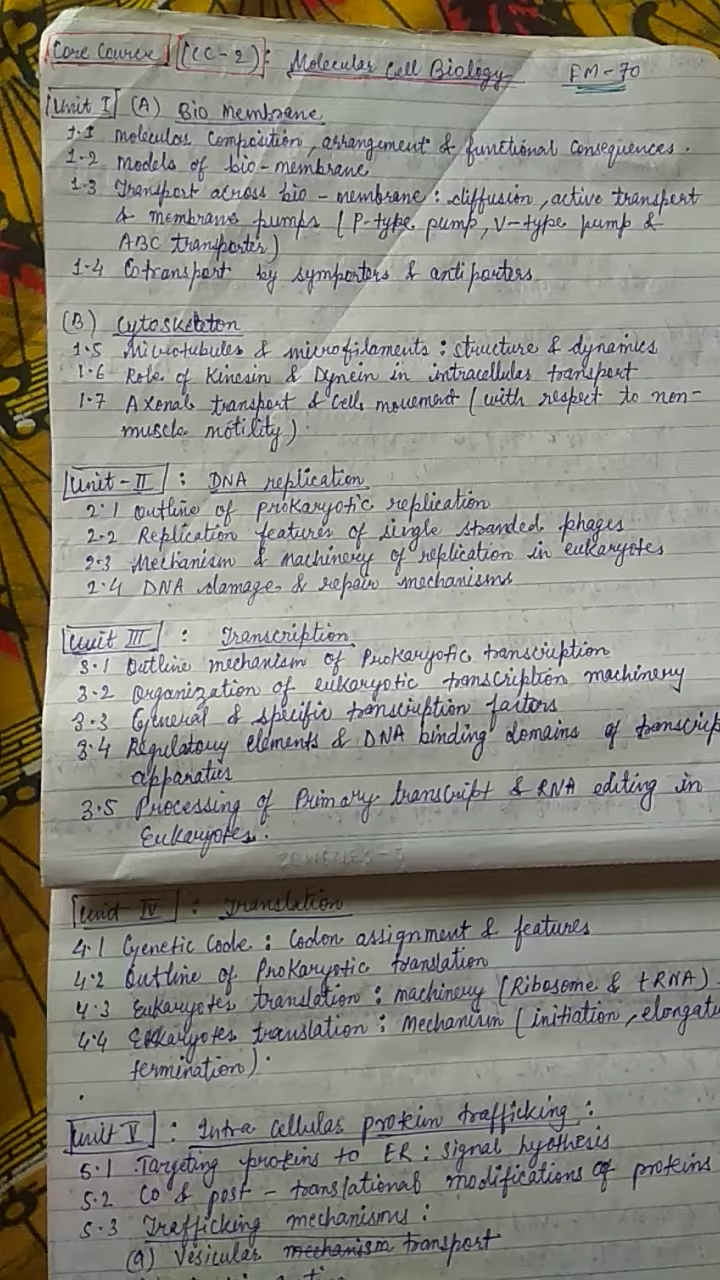 Core Course (CC-2): Molecular Cell Biology FM-70
Unit I (A) Bio Membrane
1.1 Molecular Composition, arrangement & functional Consequences.
1.2 Models of bio-membrane
1.3 Transport across bio-membrane: diffusion, active transport
& membrane pumps (P-type pump, V-type pump &
ABC transporter)
1.4 Cotransport by symporters & antiporters
(B) Cytoskeleton
1.5 Microtubules & microfilaments: structure & dynamics
1.6 Role of Kinesin & Dynein in intracellular transport
1.7 Axonal transport & Cell movement (with respect to non-
muscle motility).
Unit-II : DNA replication
2.1 Outline of prokaryotic replication
2.2 Replication features of single stranded phages
2.3 Mechanism & machinery of replication in eukaryotes
2.4 DNA damage & repair mechanisms
Unit III : Transcription
3.1 Outline mechanism of Prokaryotic transcription
3.2 Organization of eukaryotic transcription machinery
3.3 General & specific transcription factors
3.4 Regulatory elements & DNA binding domains of transcrip
apparatus
3.5 Processing of Primary transcript & RNA editing in
Eukaryotes.
Unit IV : Translation
4.1 Genetic Code: Codon assignment & features
4.2 Outline of Prokaryotic translation
4.3 Eukaryotes translation: machinery (Ribosome & tRNA).
4.4 Eukaryotes translation: Mechanism (initiation, elongat
termination).
Unit V : Intra cellular protein trafficking :
5.1 Targeting proteins to ER: signal hyothesis
5.2 Co & post-translational modifications of proteins
5.3 Trafficking mechanisms:
(a) Vesicular mechanism transport